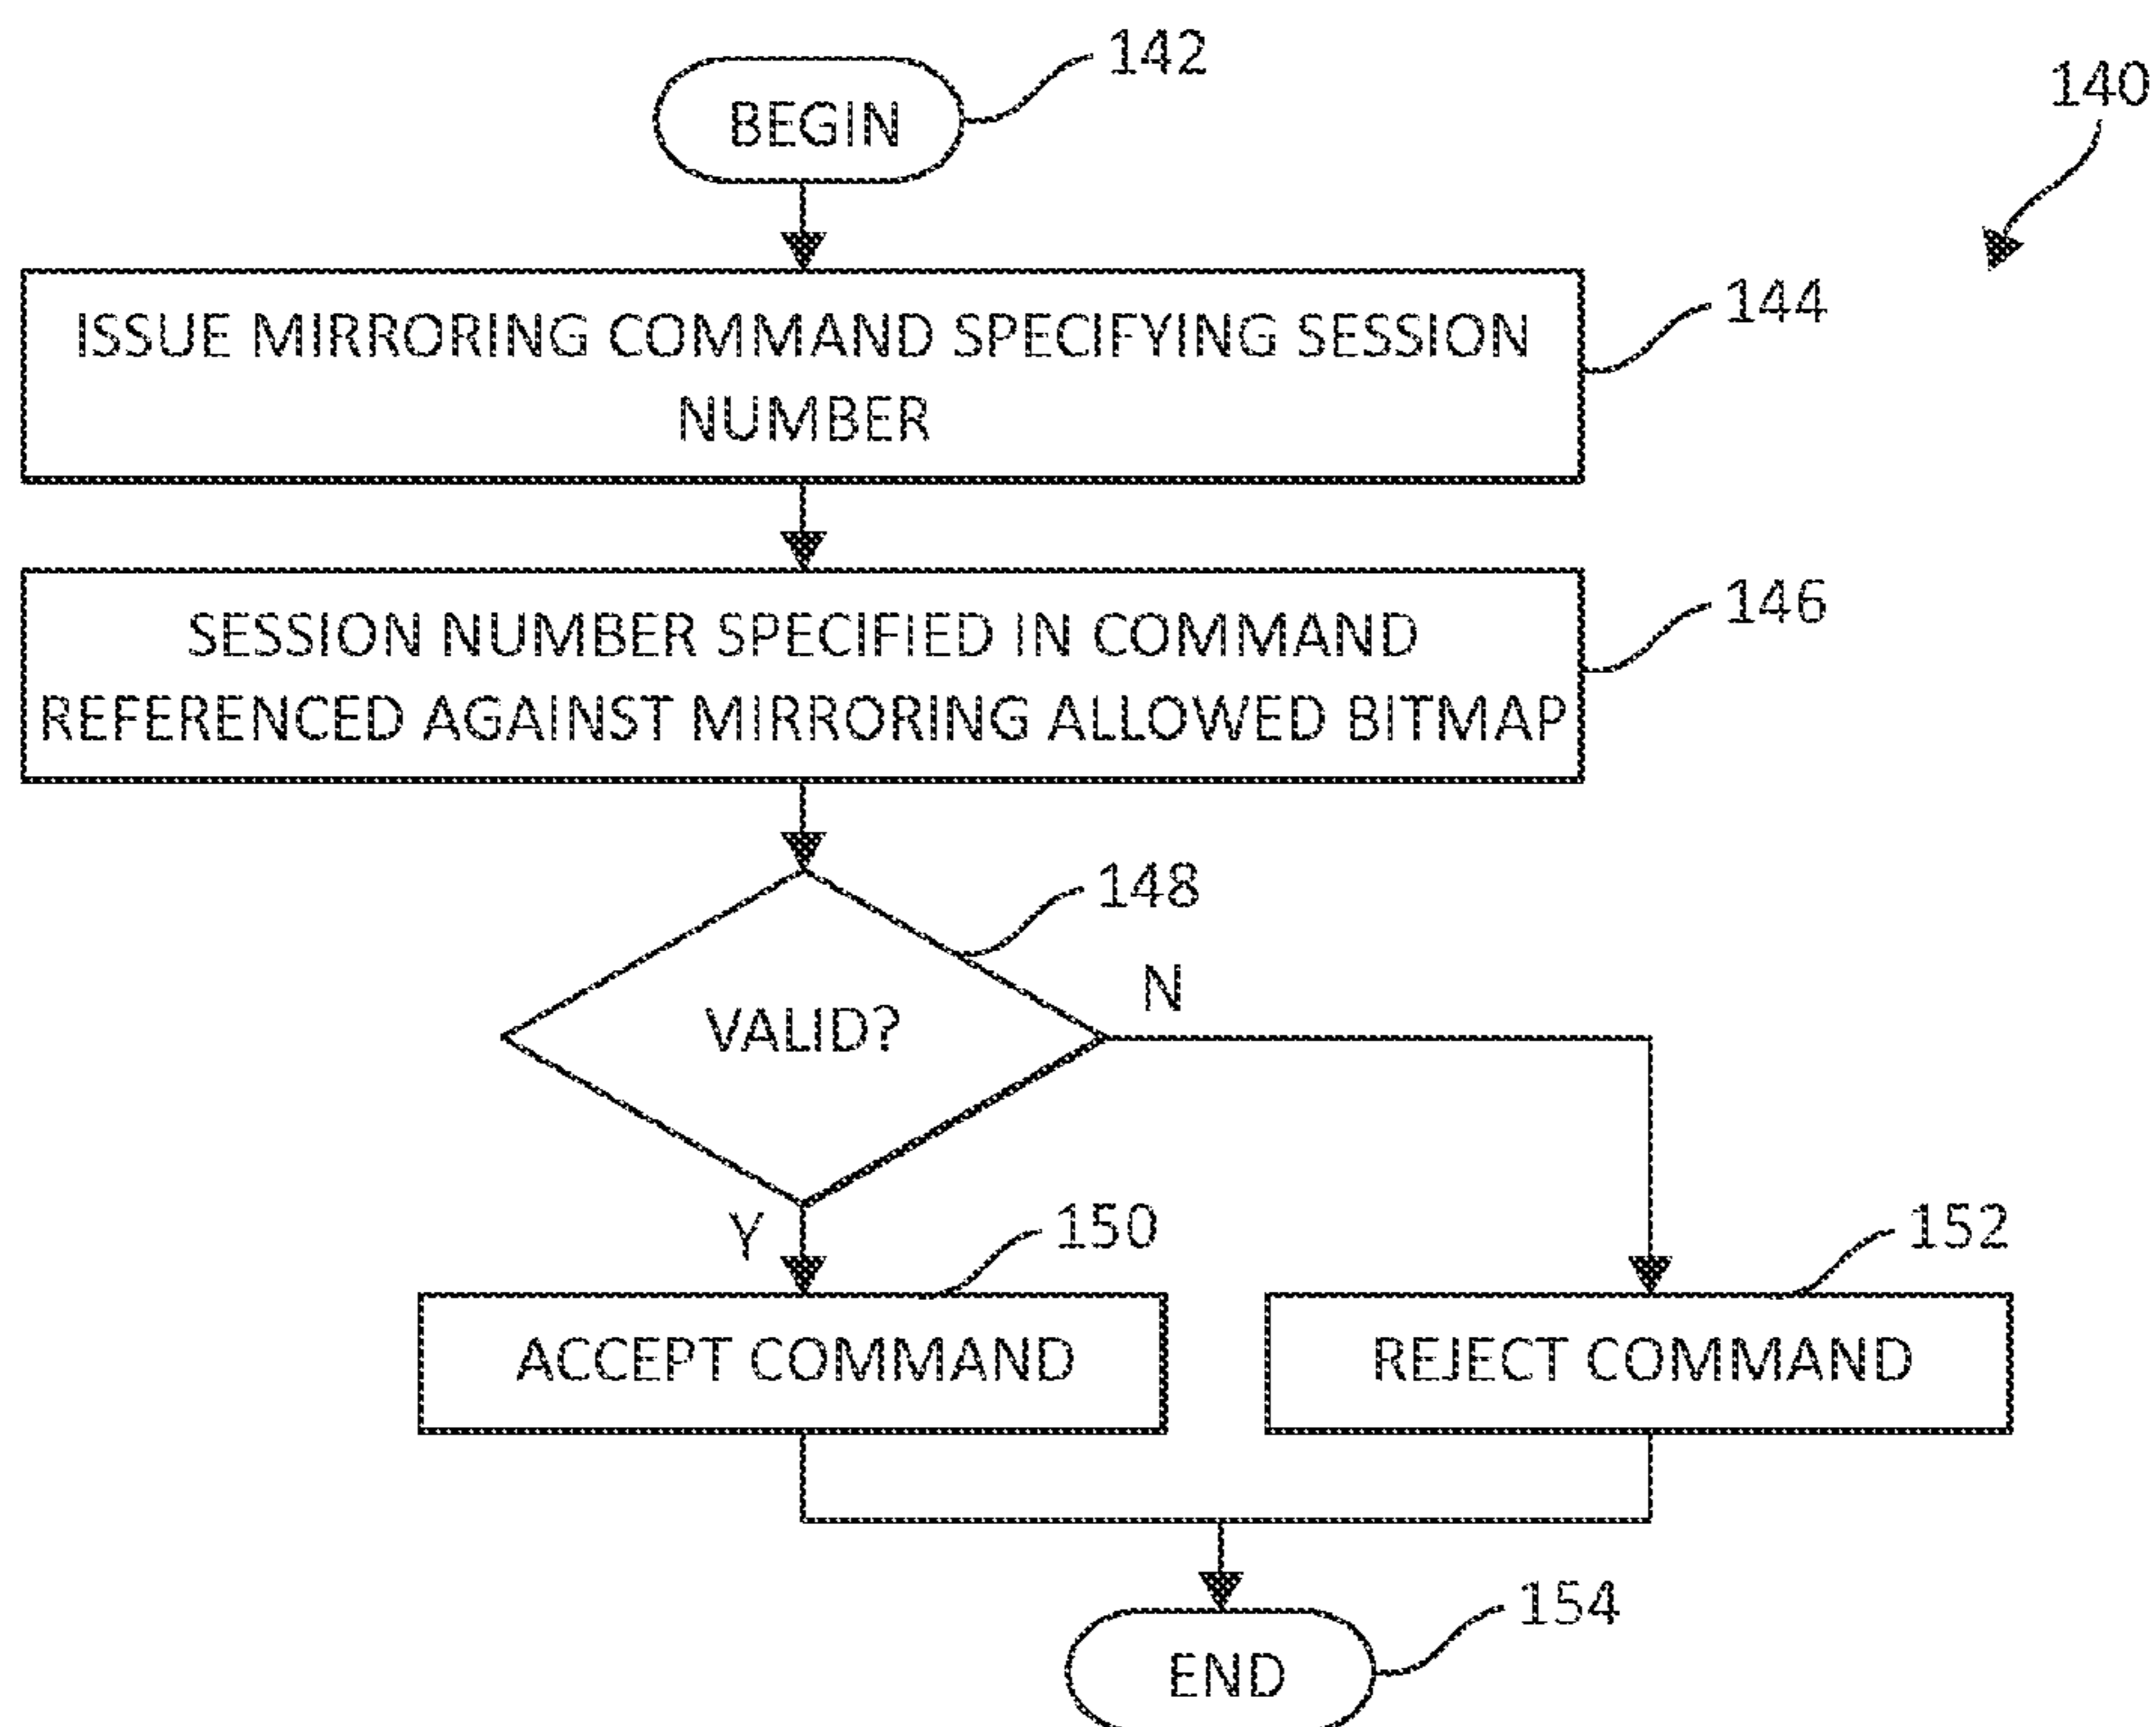 142
BEGIN
140
ISSUE MIRRORING COMMAND SPECIFYING SESSION
NUMBER
144
SESSION NUMBER SPECIFIED IN COMMAND
REFERENCED AGAINST MIRRORING ALLOWED BITMAP
146
148
VALID?
N
Y
150
152
ACCEPT COMMAND
REJECT COMMAND
154
END